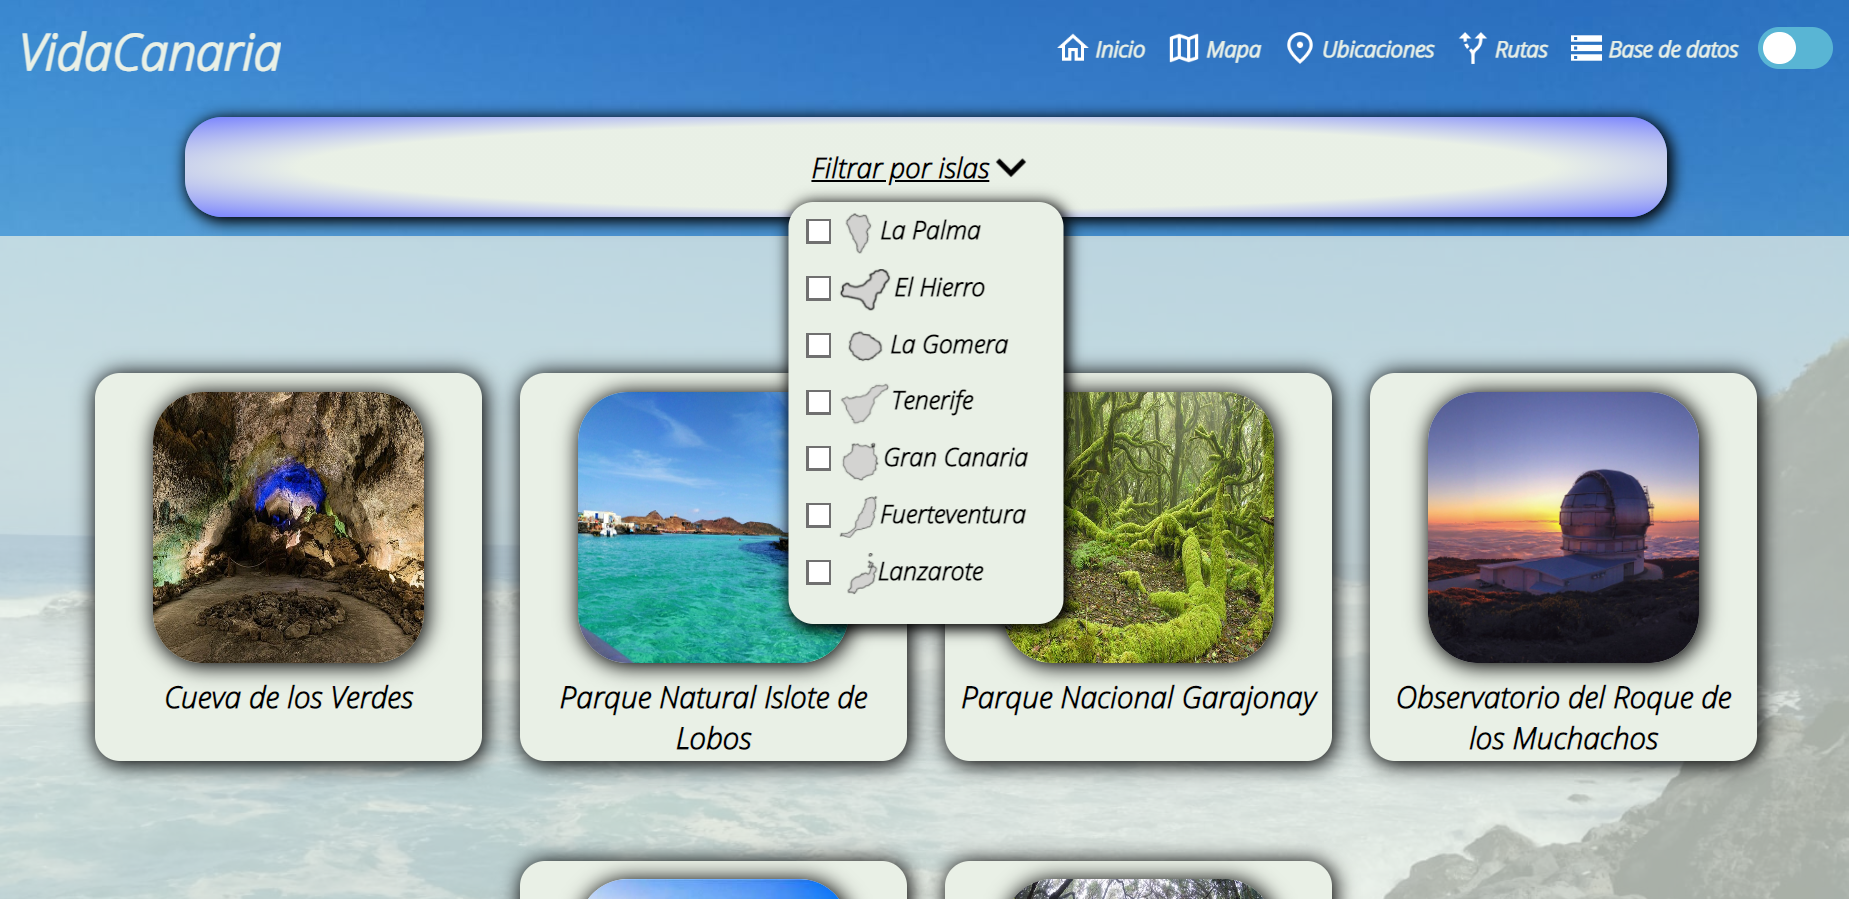 VidaCanaria
Inicio
Mapa
Ubicaciones
Rutas
Base de datos
Filtrar por islas
La Palma
El Hierro
La Gomera
Tenerife
Gran Canaria
Fuerteventura
Lanzarote
Cueva de los Verdes
Parque Natural Islote de
Lobos
Parque Nacional Garajonay
Observatorio del Roque de
los Muchachos